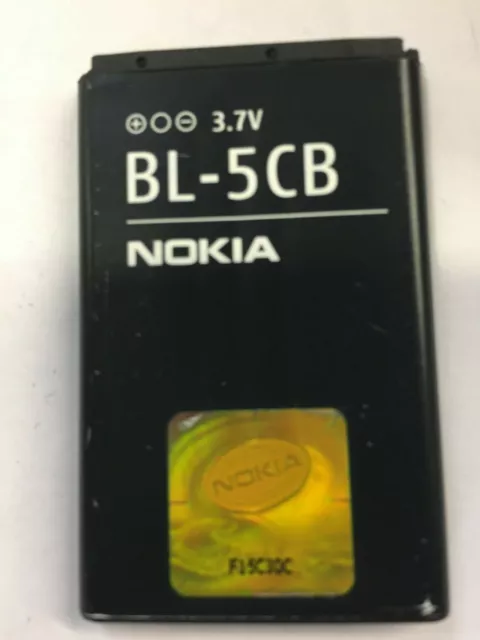 ⊕○⊖ 3.7V
BL-5CB
NOKIA
NOKIA
F15C30C